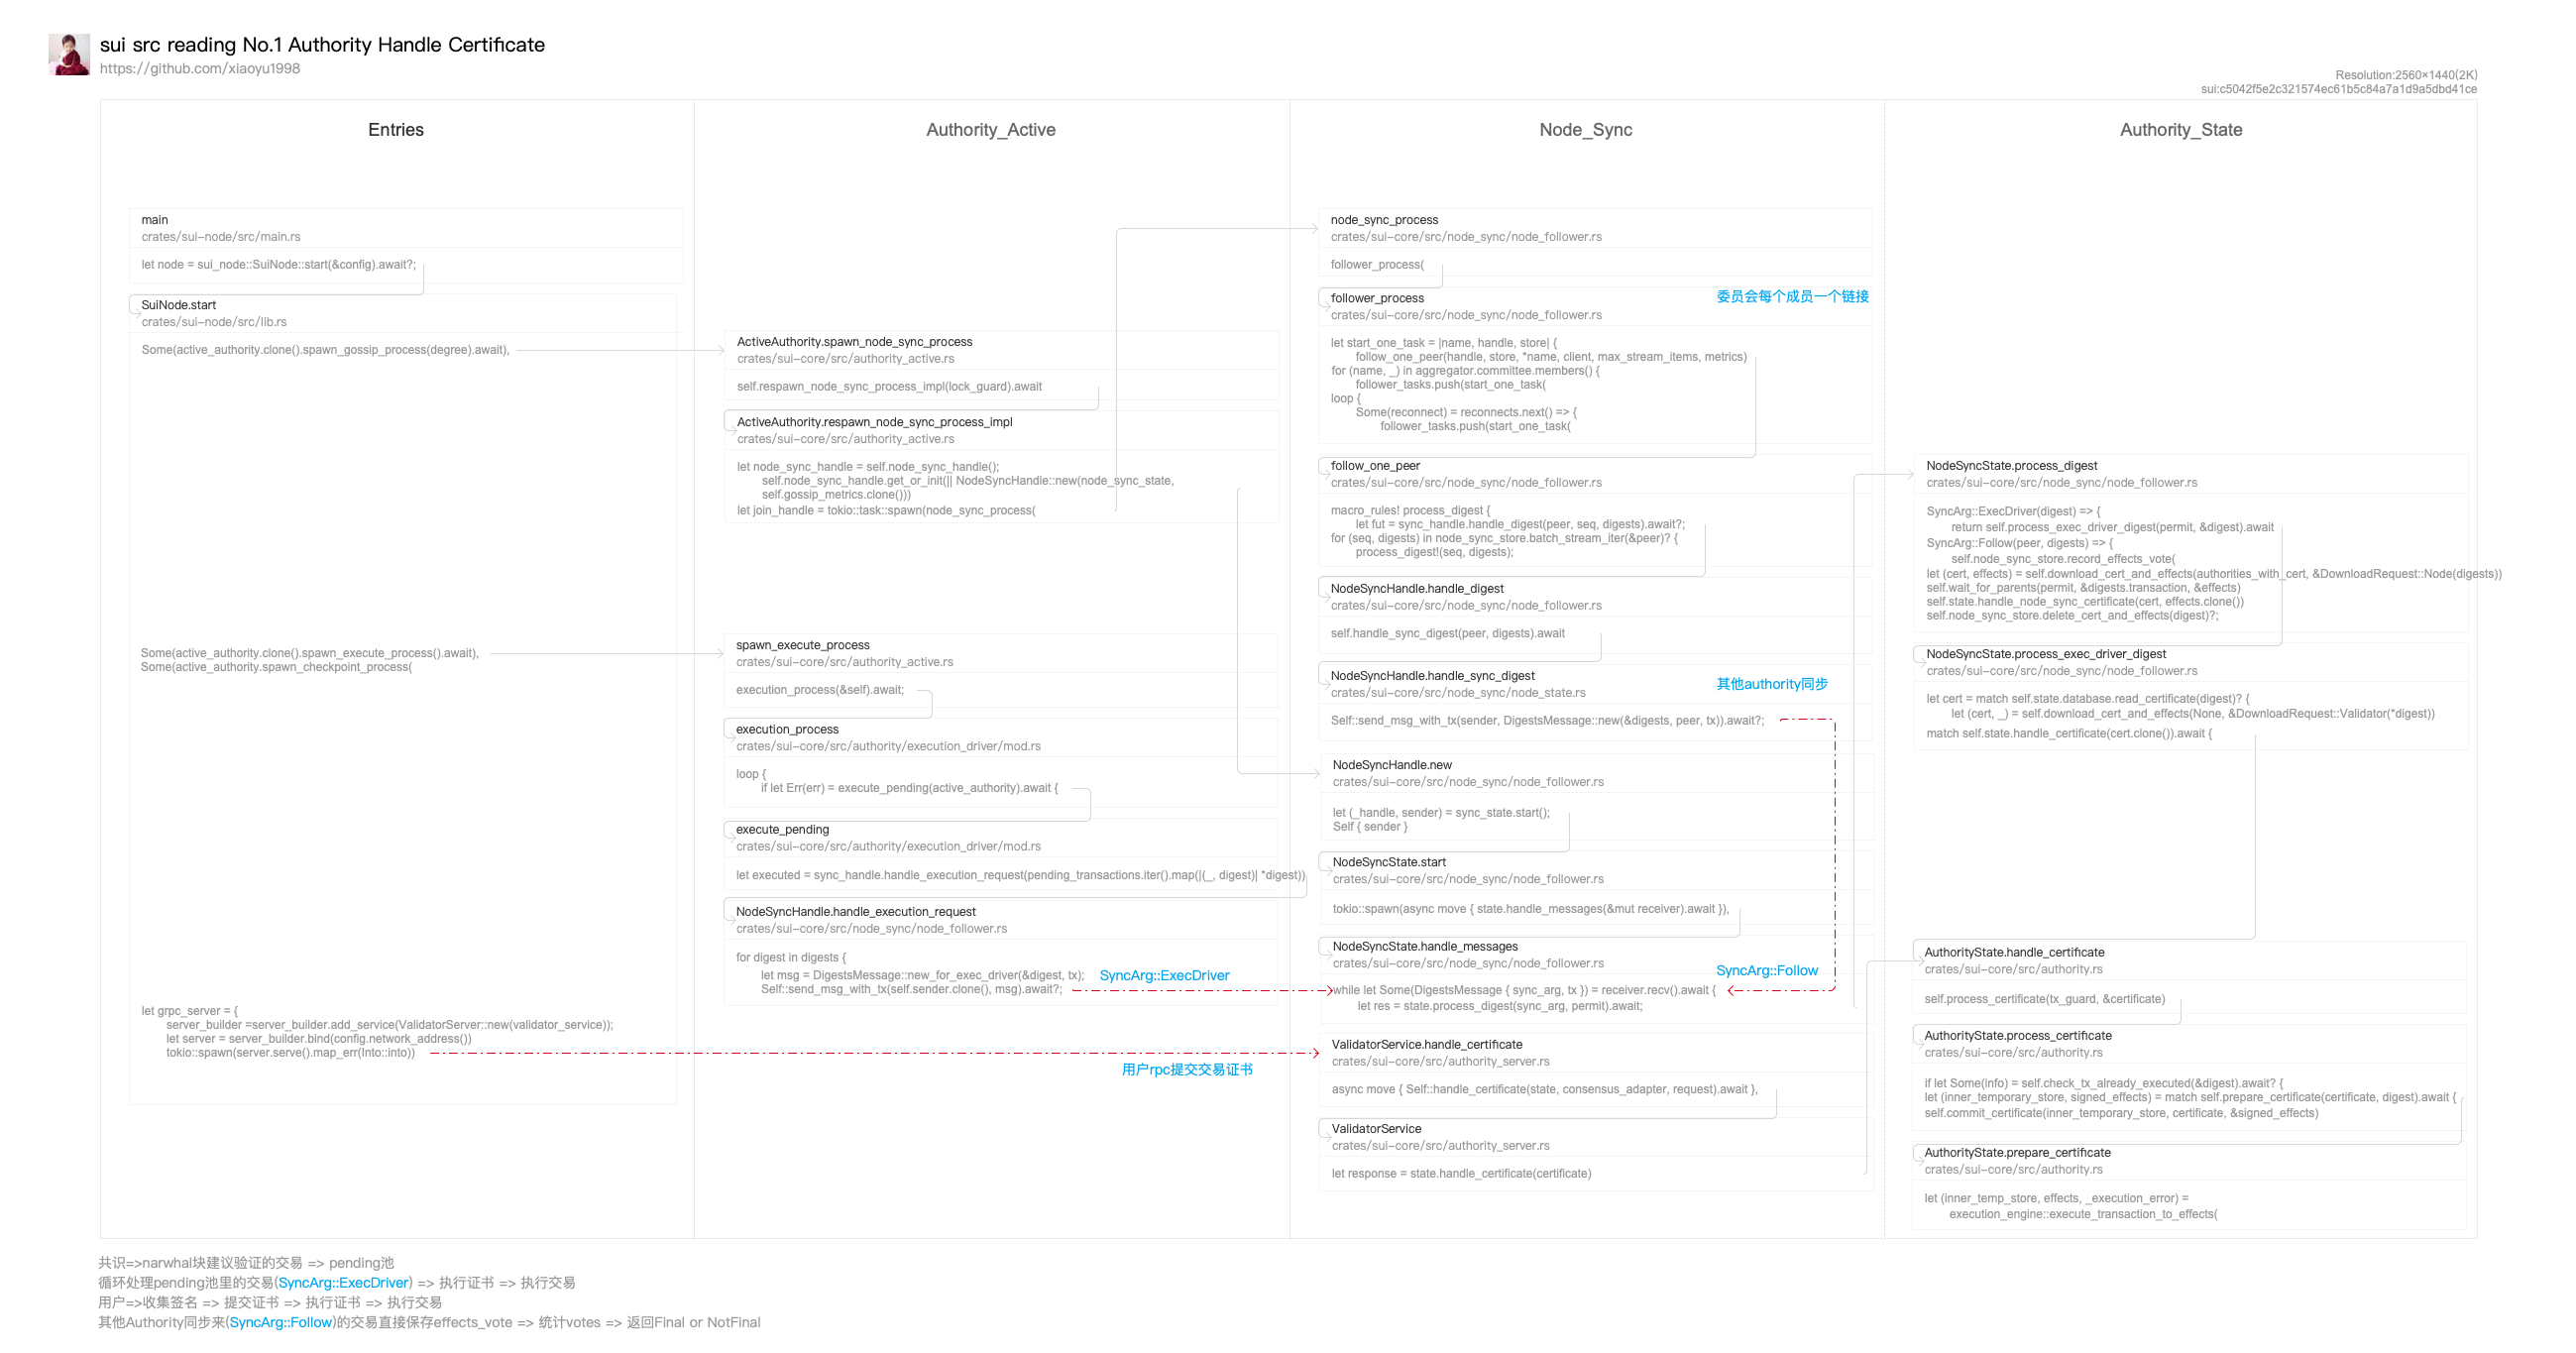 sui src reading No.1 Authority Handle Certificate
https://github.com/xiaoyu1998
Resolution:2560×1440(2K)
sui:c5042f5e2c321574ec61b5c84a7a1d9a5dbd41ce
Entries
main
crates/sui-node/src/main.rs
let node = sui_node::SuiNode::start(&config).await?;
SuiNode.start
crates/sui-node/src/lib.rs
Some(active_authority.clone().spawn_gossip_process(degree).await),
Some(active_authority.clone().spawn_execute_process().await),
Some(active_authority.spawn_checkpoint_process(
let grpc_server = {
server_builder =server_builder.add_service(ValidatorServer::new(validator_service));
let server = server_builder.bind(config.network_address())
tokio::spawn(server.serve().map_err(Into::into))
Authority_Active
ActiveAuthority.spawn_node_sync_process
crates/sui-core/src/authority_active.rs
self.respawn_node_sync_process_impl(lock_guard).await
ActiveAuthority.respawn_node_sync_process_impl
crates/sui-core/src/authority_active.rs
let node_sync_handle = self.node_sync_handle();
self.node_sync_handle.get_or_init(|| NodeSyncHandle::new(node_sync_state,
self.gossip_metrics.clone()))
let join_handle = tokio::task::spawn(node_sync_process(
spawn_execute_process
crates/sui-core/src/authority_active.rs
execution_process(&self).await;
execution_process
crates/sui-core/src/authority/execution_driver/mod.rs
loop {
if let Err(err) = execute_pending(active_authority).await {
execute_pending
crates/sui-core/src/authority/execution_driver/mod.rs
let executed = sync_handle.handle_execution_request(pending_transactions.iter().map(|(_, digest)| *digest))
NodeSyncHandle.handle_execution_request
crates/sui-core/src/node_sync/node_follower.rs
for digest in digests {
let msg = DigestsMessage::new_for_exec_driver(&digest, tx);
Self::send_msg_with_tx(self.sender.clone(), msg).await?;
SyncArg::ExecDriver
用户rpc提交交易证书
Node_Sync
node_sync_process
crates/sui-core/src/node_sync/node_follower.rs
follower_process(
follower_process
委员会每个成员一个链接
crates/sui-core/src/node_sync/node_follower.rs
let start_one_task = |name, handle, store| {
follow_one_peer(handle, store, *name, client, max_stream_items, metrics)
for (name, _) in aggregator.committee.members() {
follower_tasks.push(start_one_task(
loop {
Some(reconnect) = reconnects.next() => {
follower_tasks.push(start_one_task(
follow_one_peer
crates/sui-core/src/node_sync/node_follower.rs
macro_rules! process_digest {
let fut = sync_handle.handle_digest(peer, seq, digests).await?;
for (seq, digests) in node_sync_store.batch_stream_iter(&peer)? {
process_digest!(seq, digests);
NodeSyncHandle.handle_digest
crates/sui-core/src/node_sync/node_follower.rs
self.handle_sync_digest(peer, digests).await
NodeSyncHandle.handle_sync_digest
其他authority同步
crates/sui-core/src/node_sync/node_state.rs
Self::send_msg_with_tx(sender, DigestsMessage::new(&digests, peer, tx)).await?;
NodeSyncHandle.new
crates/sui-core/src/node_sync/node_follower.rs
let (_handle, sender) = sync_state.start();
Self { sender }
NodeSyncState.start
crates/sui-core/src/node_sync/node_follower.rs
tokio::spawn(async move { state.handle_messages(&mut receiver).await }),
NodeSyncState.handle_messages
crates/sui-core/src/node_sync/node_follower.rs
SyncArg::Follow
while let Some(DigestsMessage { sync_arg, tx }) = receiver.recv().await {
let res = state.process_digest(sync_arg, permit).await;
ValidatorService.handle_certificate
crates/sui-core/src/authority_server.rs
async move { Self::handle_certificate(state, consensus_adapter, request).await },
ValidatorService
crates/sui-core/src/authority_server.rs
let response = state.handle_certificate(certificate)
Authority_State
NodeSyncState.process_digest
crates/sui-core/src/node_sync/node_follower.rs
SyncArg::ExecDriver(digest) => {
return self.process_exec_driver_digest(permit, &digest).await
SyncArg::Follow(peer, digests) => {
self.node_sync_store.record_effects_vote(
let (cert, effects) = self.download_cert_and_effects(authorities_with_cert, &DownloadRequest::Node(digests))
self.wait_for_parents(permit, &digests.transaction, &effects)
self.state.handle_node_sync_certificate(cert, effects.clone())
self.node_sync_store.delete_cert_and_effects(digest)?;
NodeSyncState.process_exec_driver_digest
crates/sui-core/src/node_sync/node_follower.rs
let cert = match self.state.database.read_certificate(digest)? {
let (cert, _) = self.download_cert_and_effects(None, &DownloadRequest::Validator(*digest))
match self.state.handle_certificate(cert.clone()).await {
AuthorityState.handle_certificate
crates/sui-core/src/authority.rs
self.process_certificate(tx_guard, &certificate)
AuthorityState.process_certificate
crates/sui-core/src/authority.rs
if let Some(info) = self.check_tx_already_executed(&digest).await? {
let (inner_temporary_store, signed_effects) = match self.prepare_certificate(certificate, digest).await {
self.commit_certificate(inner_temporary_store, certificate, &signed_effects)
AuthorityState.prepare_certificate
crates/sui-core/src/authority.rs
let (inner_temp_store, effects, _execution_error) =
execution_engine::execute_transaction_to_effects(
共识=>narwhal块建议验证的交易 => pending池
循环处理pending池里的交易(SyncArg::ExecDriver) => 执行证书 => 执行交易
用户=>收集签名 => 提交证书 => 执行证书 => 执行交易
其他Authority同步来(SyncArg::Follow)的交易直接保存effects_vote => 统计votes => 返回Final or NotFinal